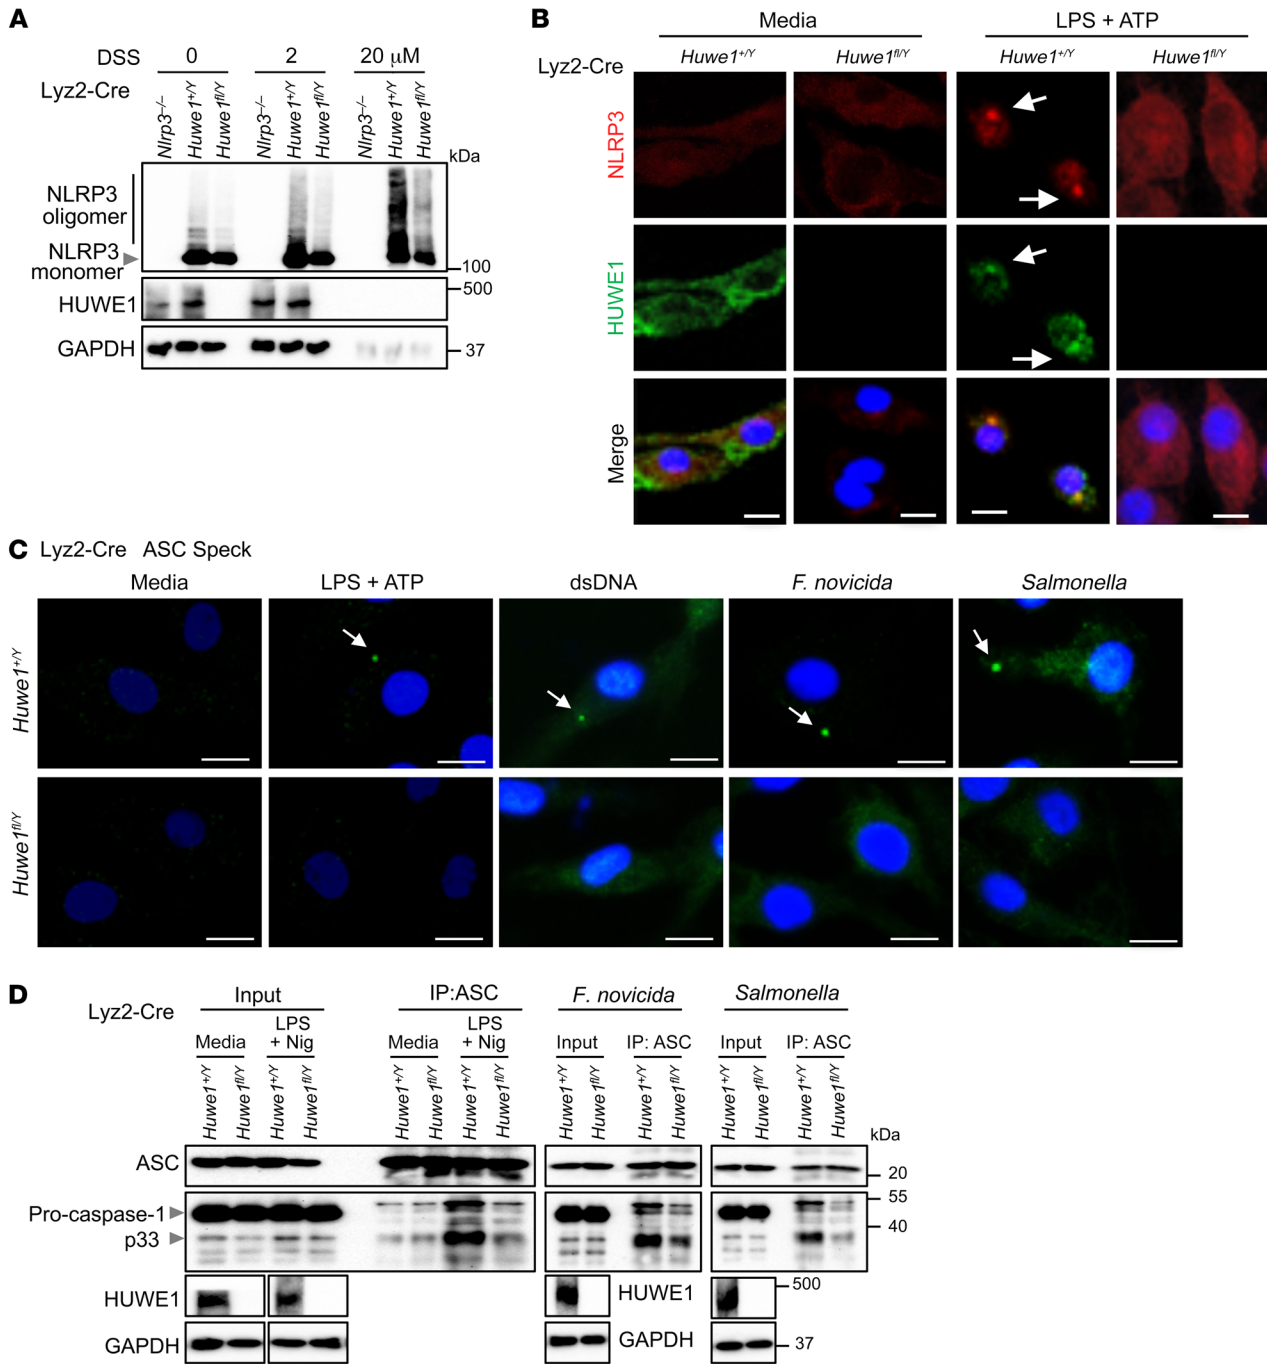 A
DSS 0 2 20 μM
Lyz2-Cre
Nlrp3–/– Huwe1+/Y Huwe1fl/Y Nlrp3–/– Huwe1+/Y Huwe1fl/Y Nlrp3–/– Huwe1+/Y Huwe1fl/Y
kDa
NLRP3
oligomer
NLRP3
monomer
100
500
HUWE1
GAPDH
37
B
Media LPS + ATP
Lyz2-Cre Huwe1+/Y Huwe1fl/Y Huwe1+/Y Huwe1fl/Y
NLRP3
HUWE1
Merge
C Lyz2-Cre ASC Speck
Media LPS + ATP dsDNA F. novicida Salmonella
Huwe1+/Y
Huwe1fl/Y
D
Lyz2-Cre
Input IP:ASC F. novicida Salmonella
Media LPS + Nig Media LPS + Nig Input IP: ASC Input IP: ASC
Huwe1+/Y Huwe1fl/Y Huwe1+/Y Huwe1fl/Y Huwe1+/Y Huwe1fl/Y Huwe1+/Y Huwe1fl/Y Huwe1+/Y Huwe1fl/Y Huwe1+/Y Huwe1fl/Y Huwe1+/Y Huwe1fl/Y Huwe1+/Y Huwe1fl/Y
kDa
ASC
20
55
Pro-caspase-1
40
p33
HUWE1 HUWE1 500
GAPDH GAPDH 37